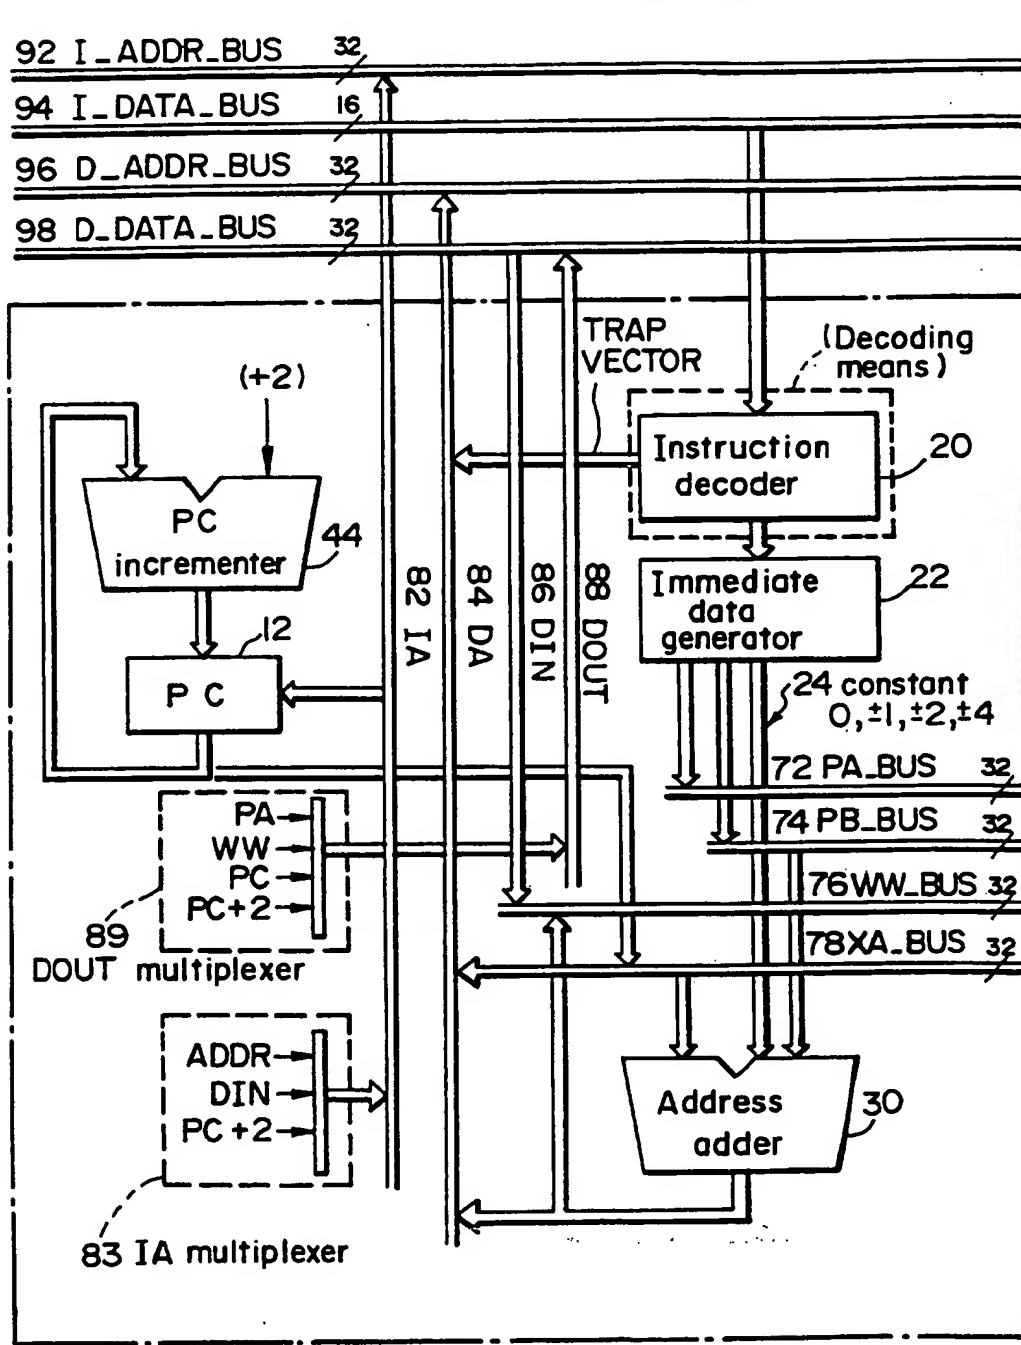 92 I_ADDR_BUS 32
94 I_DATA_BUS 16
96 D_ADDR_BUS 32
98 D_DATA_BUS 32
TRAP
VECTOR
(Decoding
means)
(+2)
Instruction
decoder
20
PC
incrementer
44
Immediate
data
generator
22
82 IA
84 DA
86 DIN
88 DOUT
12
PC
24 constant
0,±1,±2,±4
72 PA_BUS 32
74 PB_BUS 32
76 WW_BUS 32
78 XA_BUS 32
PA
WW
PC
PC+2
89
DOUT multiplexer
ADDR
DIN
PC+2
83 IA multiplexer
Address
adder
30